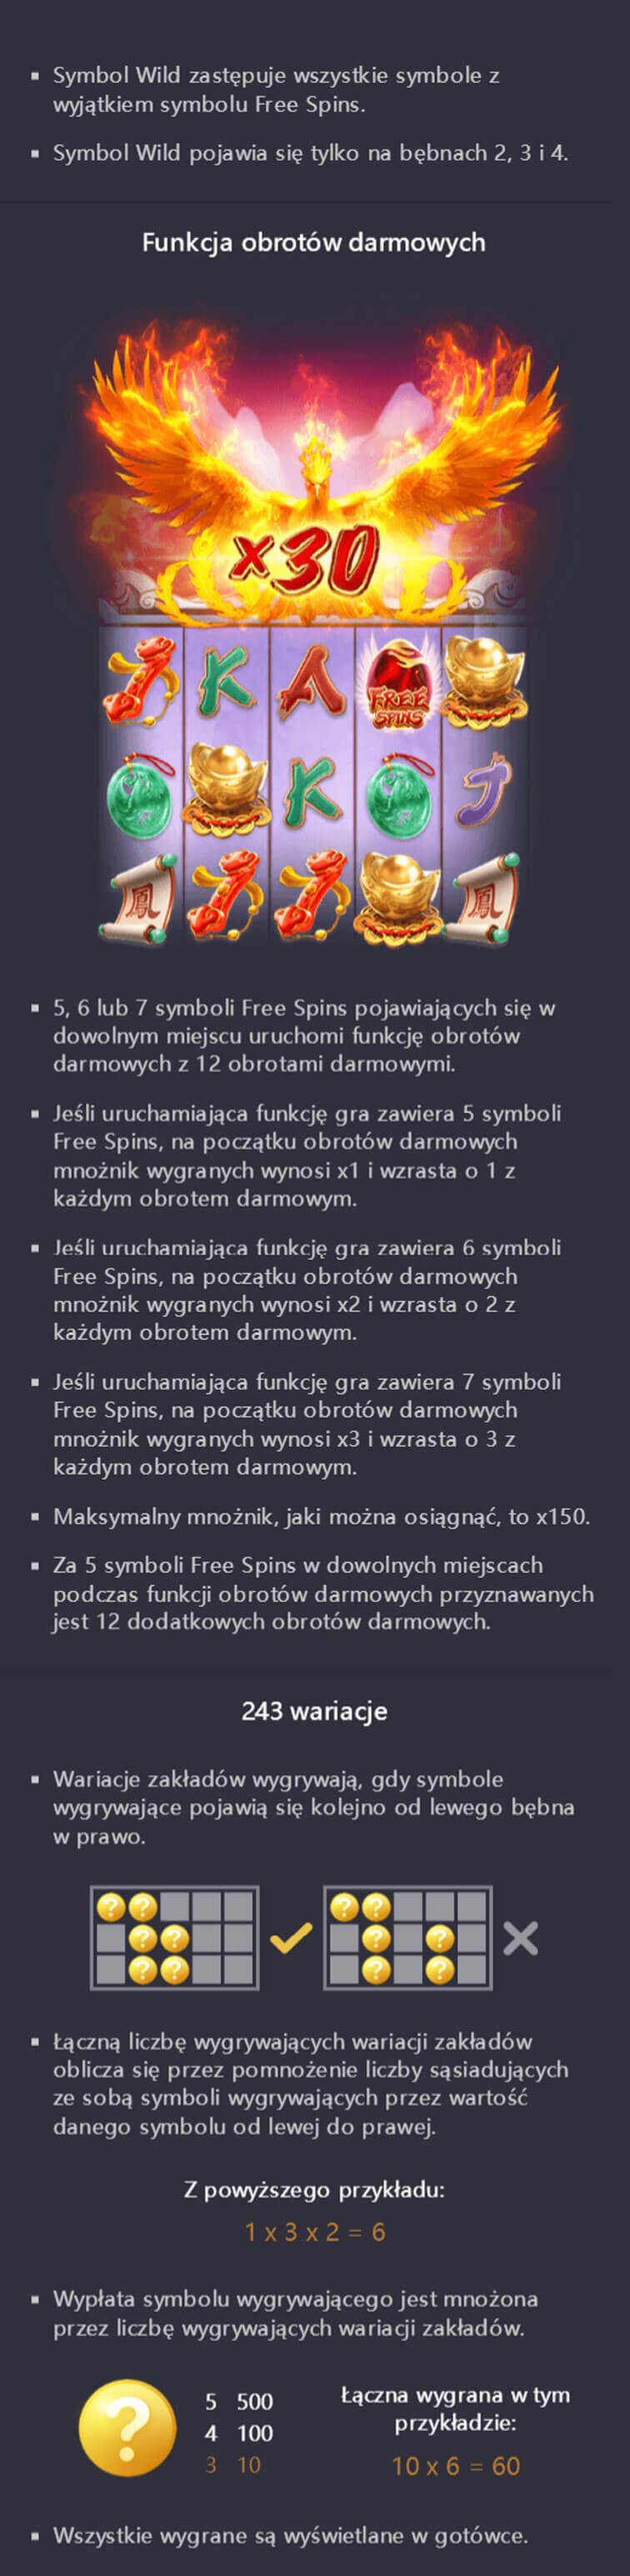 ▪ Symbol Wild zastępuje wszystkie symbole z
wyjątkiem symbolu Free Spins.
▪ Symbol Wild pojawia się tylko na bębnach 2, 3 i 4.
Funkcja obrotów darmowych
x30
K A FREE
SPINS
K J
鳳 鳳
▪ 5, 6 lub 7 symboli Free Spins pojawiających się w
dowolnym miejscu uruchomi funkcję obrotów
darmowych z 12 obrotami darmowymi.
▪ Jeśli uruchamiająca funkcję gra zawiera 5 symboli
Free Spins, na początku obrotów darmowych
mnożnik wygranych wynosi x1 i wzrasta o 1 z
każdym obrotem darmowym.
▪ Jeśli uruchamiająca funkcję gra zawiera 6 symboli
Free Spins, na początku obrotów darmowych
mnożnik wygranych wynosi x2 i wzrasta o 2 z
każdym obrotem darmowym.
▪ Jeśli uruchamiająca funkcję gra zawiera 7 symboli
Free Spins, na początku obrotów darmowych
mnożnik wygranych wynosi x3 i wzrasta o 3 z
każdym obrotem darmowym.
▪ Maksymalny mnożnik, jaki można osiągnąć, to x150.
▪ Za 5 symboli Free Spins w dowolnych miejscach
podczas funkcji obrotów darmowych przyznawanych
jest 12 dodatkowych obrotów darmowych.
243 wariacje
▪ Wariacje zakładów wygrywają, gdy symbole
wygrywające pojawią się kolejno od lewego bębna
w prawo.
? ? ? ?
? ? ? ?
? ? ? ?
▪ Łączną liczbę wygrywających wariacji zakładów
oblicza się przez pomnożenie liczby sąsiadujących
ze sobą symboli wygrywających przez wartość
danego symbolu od lewej do prawej.
Z powyższego przykładu:
1 x 3 x 2 = 6
▪ Wypłata symbolu wygrywającego jest mnożona
przez liczbę wygrywających wariacji zakładów.
?
5 500
4 100
3 10
Łączna wygrana w tym
przykładzie:
10 x 6 = 60
▪ Wszystkie wygrane są wyświetlane w gotówce.